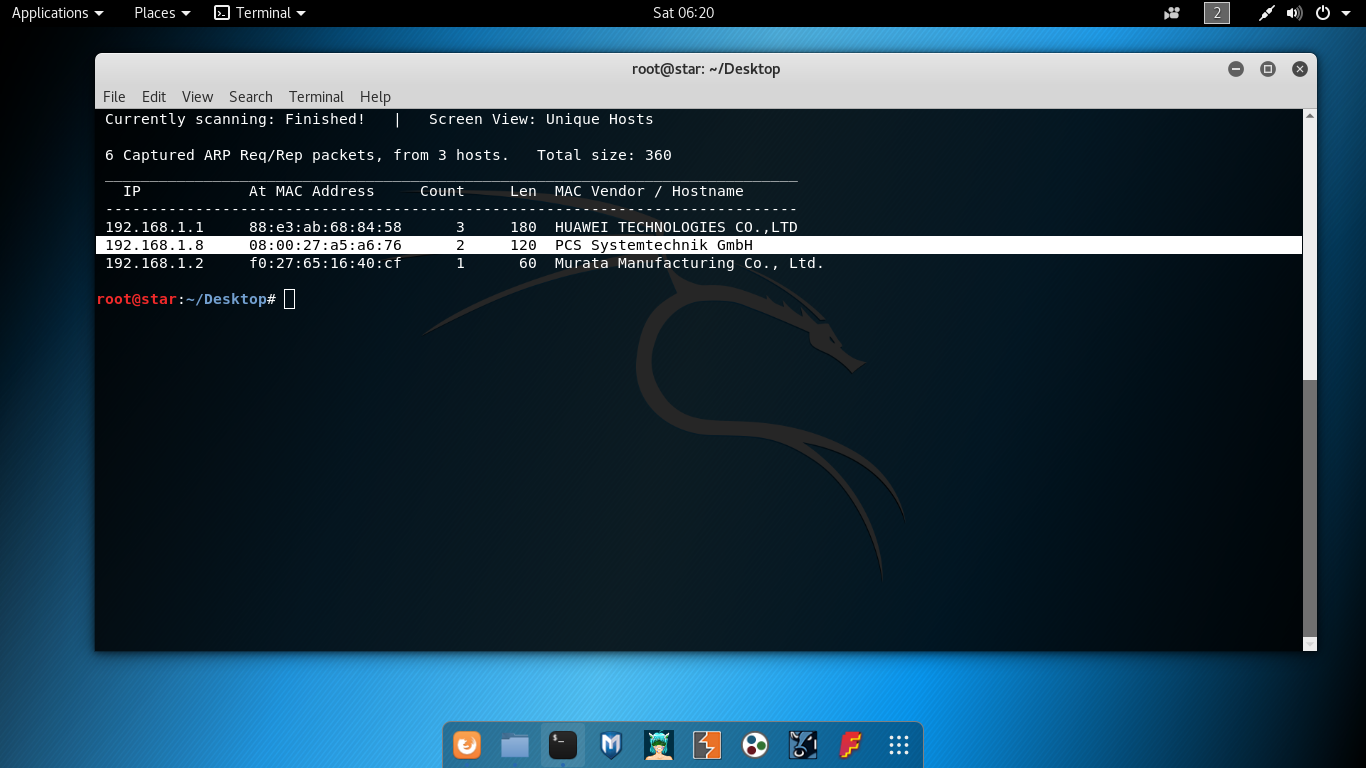 Applications Places Terminal Sat 06:20 2
root@star: ~/Desktop
File Edit View Search Terminal Help
Currently scanning: Finished!   |   Screen View: Unique Hosts
6 Captured ARP Req/Rep packets, from 3 hosts.   Total size: 360
_____________________________________________________________________________
IP            At MAC Address     Count     Len  MAC Vendor / Hostname
-----------------------------------------------------------------------------
192.168.1.1     88:e3:ab:68:84:58      3     180  HUAWEI TECHNOLOGIES CO.,LTD
192.168.1.8     08:00:27:a5:a6:76      2     120  PCS Systemtechnik GmbH
192.168.1.2     f0:27:65:16:40:cf      1      60  Murata Manufacturing Co., Ltd.
root@star:~/Desktop#